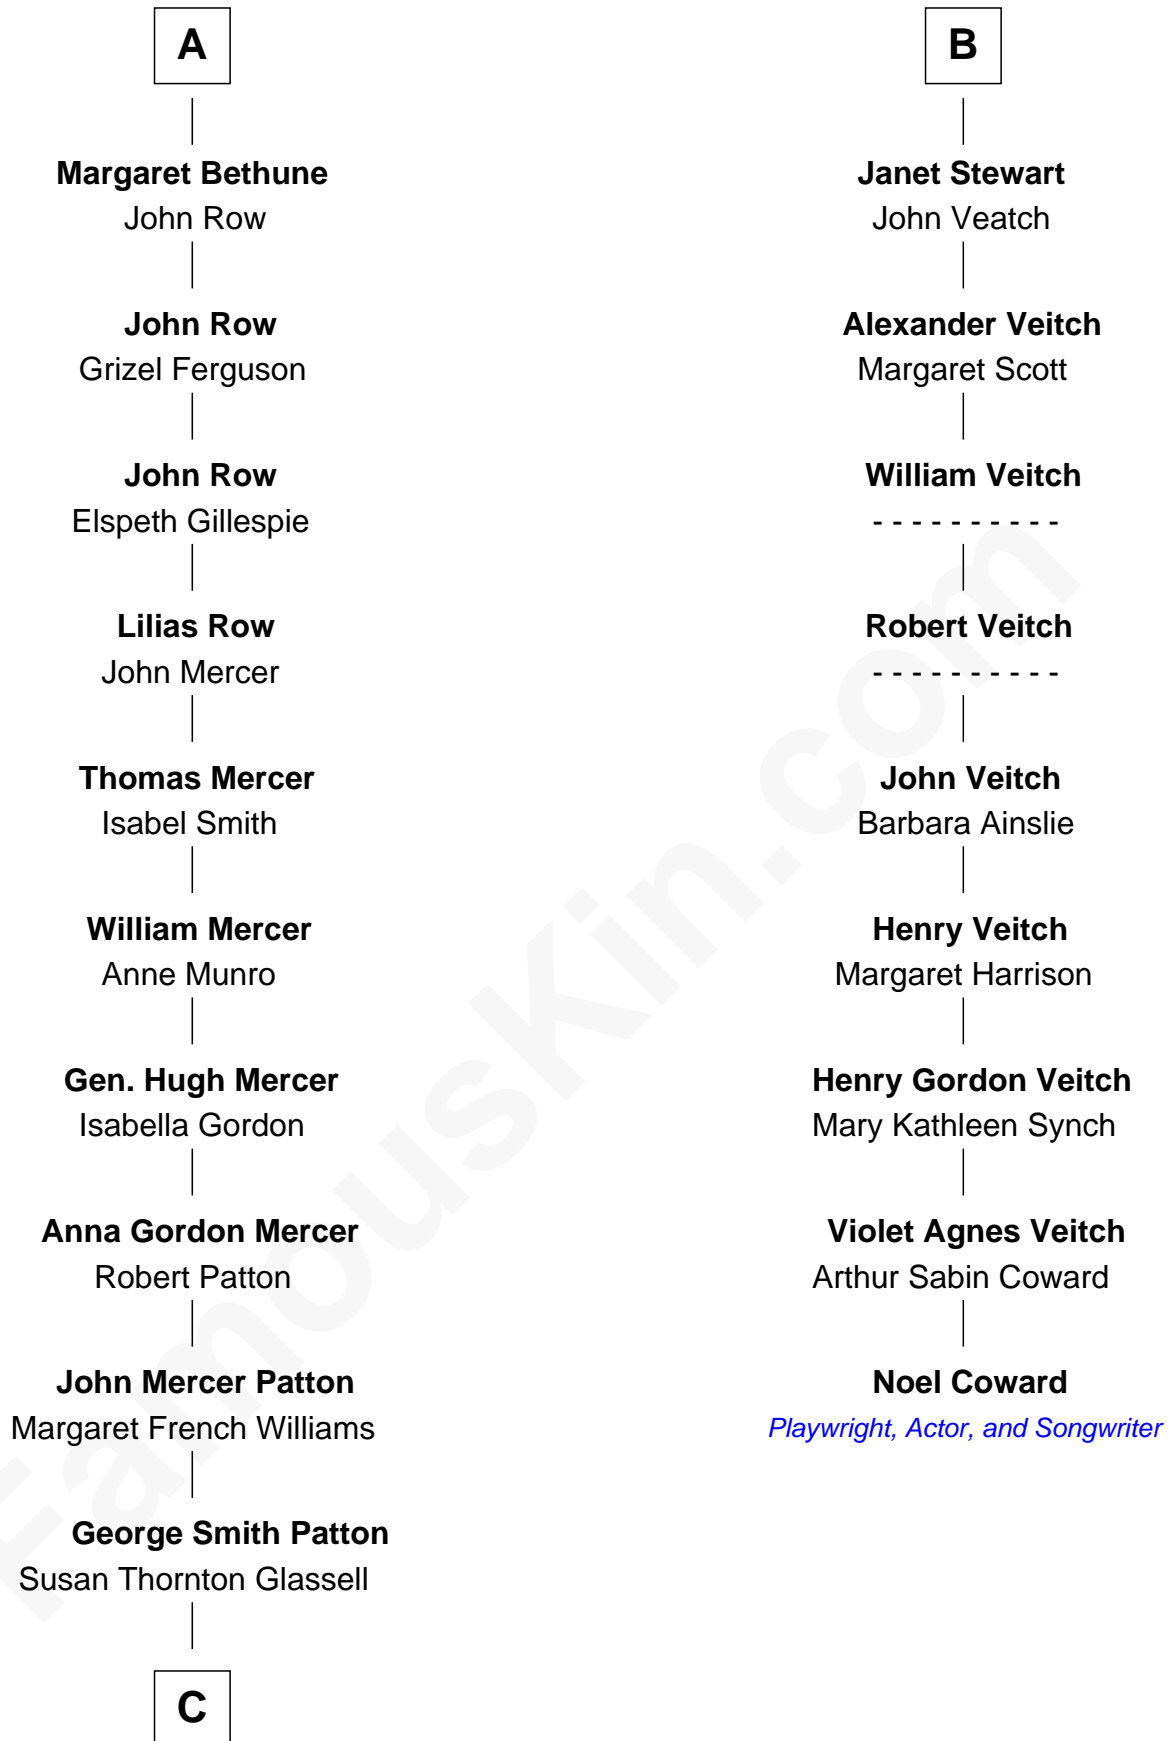 A
Margaret Bethune
John Row
John Row
Grizel Ferguson
John Row
Elspeth Gillespie
Lilias Row
John Mercer
Thomas Mercer
Isabel Smith
William Mercer
Anne Munro
Gen. Hugh Mercer
Isabella Gordon
Anna Gordon Mercer
Robert Patton
John Mercer Patton
Margaret French Williams
George Smith Patton
Susan Thornton Glassell
C
B
Janet Stewart
John Veatch
Alexander Veitch
Margaret Scott
William Veitch
- - - - - - - - - -
Robert Veitch
- - - - - - - - - -
John Veitch
Barbara Ainslie
Henry Veitch
Margaret Harrison
Henry Gordon Veitch
Mary Kathleen Synch
Violet Agnes Veitch
Arthur Sabin Coward
Noel Coward
Playwright, Actor, and Songwriter
FamousKin.com